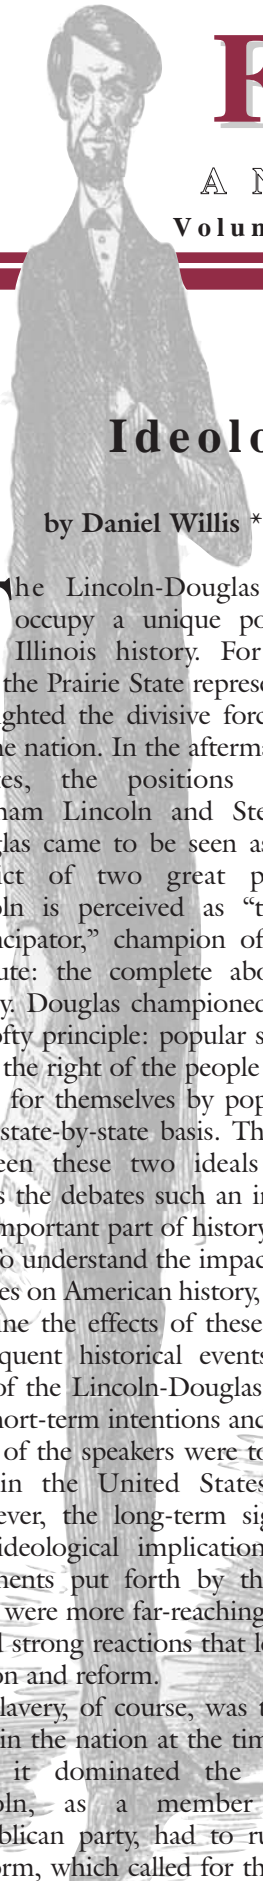 F
A N
Volum
Ideolo
by Daniel Willis *
The Lincoln-Douglas
occupy a unique po
Illinois history. For
the Prairie State represe
ighted the divisive forc
he nation. In the afterma
es, the positions
ham Lincoln and Ste
glas came to be seen as
ict of two great p
oln is perceived as “t
ncipator,” champion of
ute: the complete abo
y. Douglas championed
ofty principle: popular s
the right of the people
for themselves by pop
state-by-state basis. Th
een these two ideals
s the debates such an i
mportant part of history
To understand the impac
es on American history,
ine the effects of these
quent historical events
of the Lincoln-Douglas
hort-term intentions and
of the speakers were to
in the United States
ever, the long-term sig
ideological implication
ments put forth by th
were more far-reaching
d strong reactions that l
on and reform.
lavery, of course, was t
in the nation at the tim
it dominated the
oln, as a member
blican party, had to ru
orm, which called for th